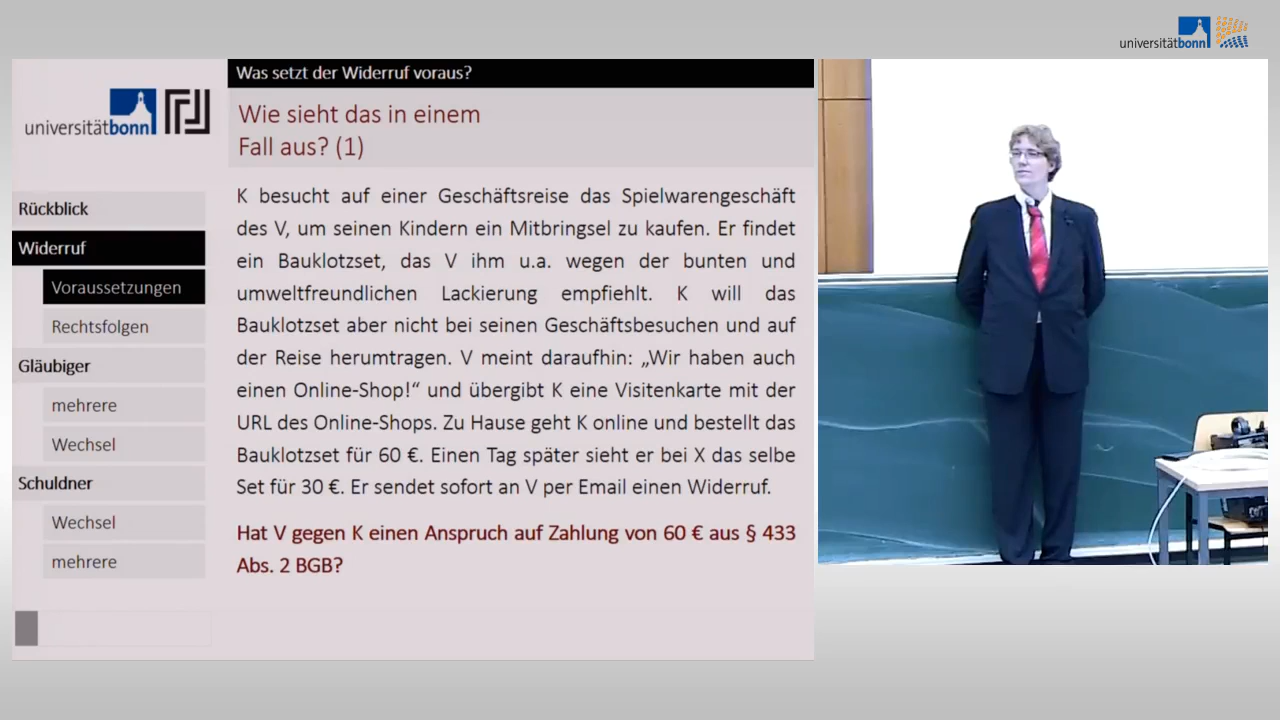 universitätbonn
Was setzt der Widerruf voraus?
universitätbonn
Wie sieht das in einem
Fall aus? (1)
Rückblick
Widerruf
Voraussetzungen
Rechtsfolgen
Gläubiger
mehrere
Wechsel
Schuldner
Wechsel
mehrere
K besucht auf einer Geschäftsreise das Spielwarengeschäft
des V, um seinen Kindern ein Mitbringsel zu kaufen. Er findet
ein Bauklotzset, das V ihm u.a. wegen der bunten und
umweltfreundlichen Lackierung empfiehlt. K will das
Bauklotzset aber nicht bei seinen Geschäftsbesuchen und auf
der Reise herumtragen. V meint daraufhin: „Wir haben auch
einen Online-Shop!“ und übergibt K eine Visitenkarte mit der
URL des Online-Shops. Zu Hause geht K online und bestellt das
Bauklotzset für 60 €. Einen Tag später sieht er bei X das selbe
Set für 30 €. Er sendet sofort an V per Email einen Widerruf.
Hat V gegen K einen Anspruch auf Zahlung von 60 € aus § 433
Abs. 2 BGB?